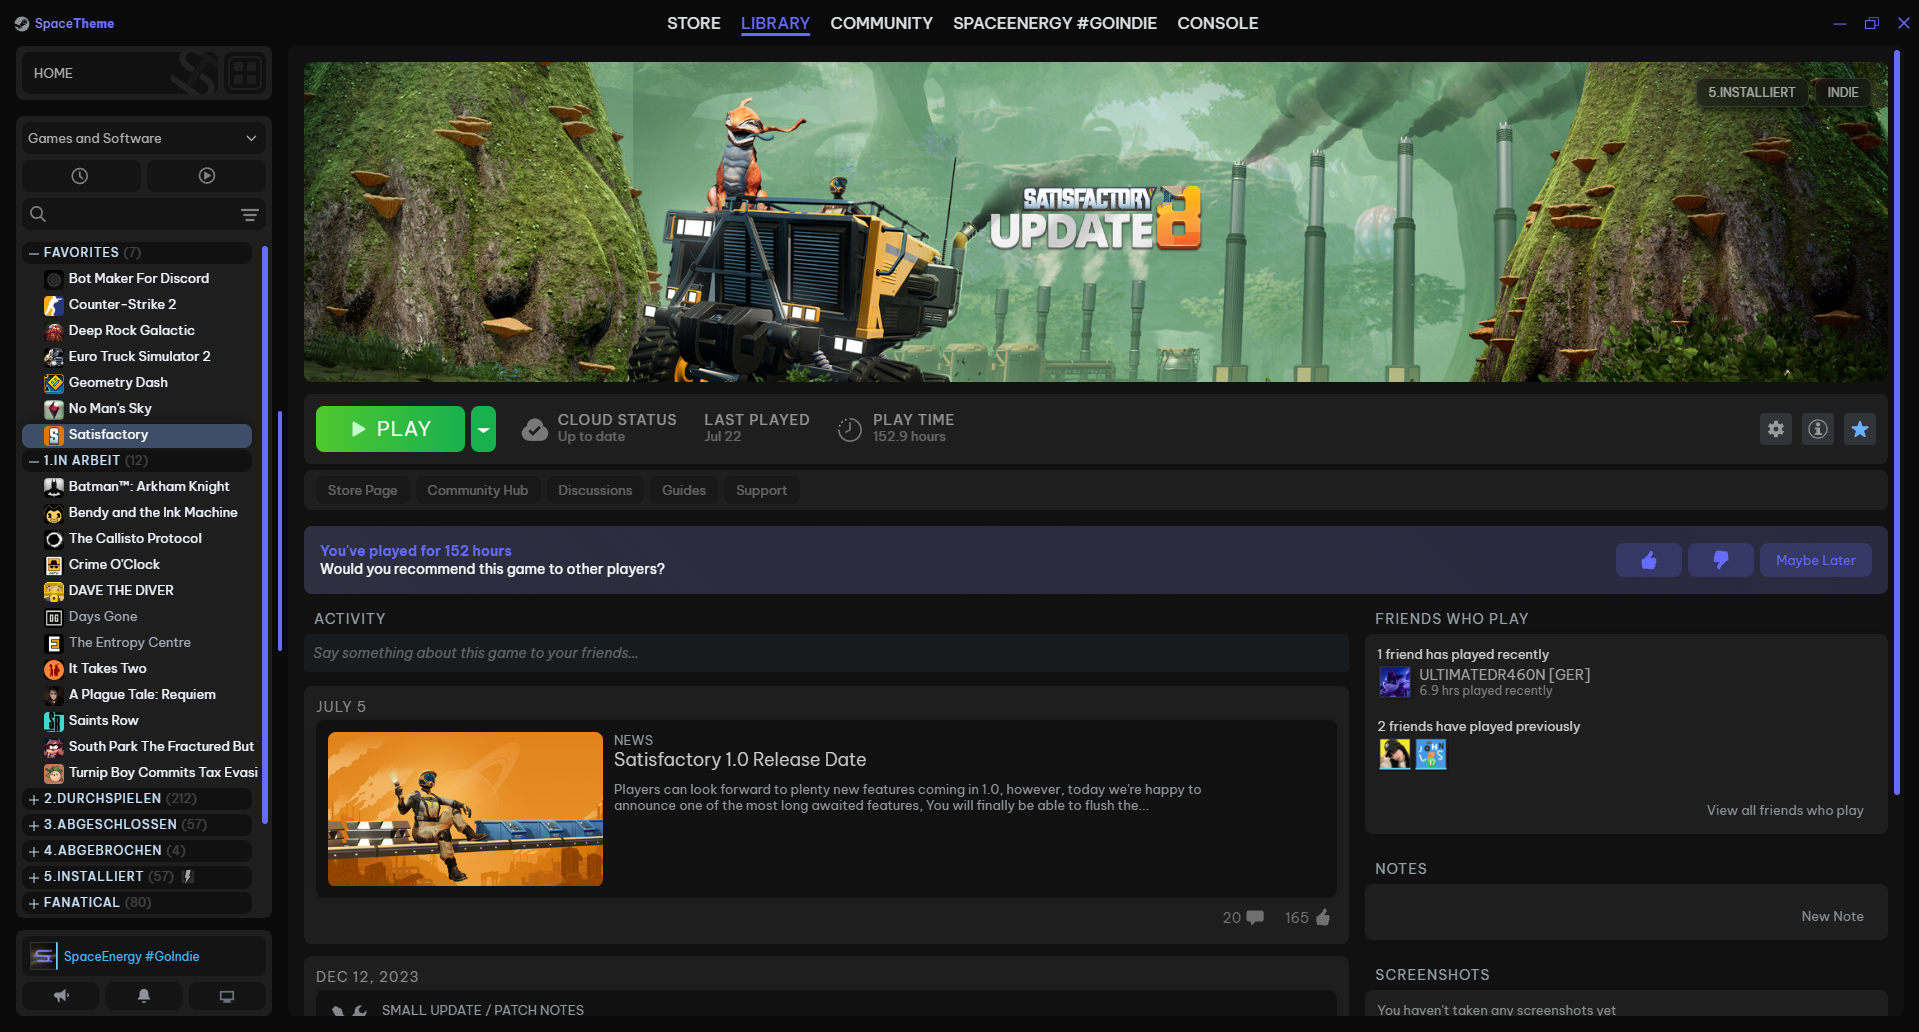 SpaceTheme
STORE
LIBRARY
COMMUNITY
SPACEENERGY #GOINDIE
CONSOLE
HOME
Games and Software
FAVORITES (7)
Bot Maker For Discord
Counter-Strike 2
Deep Rock Galactic
Euro Truck Simulator 2
Geometry Dash
No Man's Sky
Satisfactory
1.IN ARBEIT (12)
Batman™: Arkham Knight
Bendy and the Ink Machine
The Callisto Protocol
Crime O'Clock
DAVE THE DIVER
Days Gone
The Entropy Centre
It Takes Two
A Plague Tale: Requiem
Saints Row
South Park The Fractured But
Turnip Boy Commits Tax Evasi
2.DURCHSPIELEN (212)
3.ABGESCHLOSSEN (57)
4.ABGEBROCHEN (4)
5.INSTALLIERT (57)
FANATICAL (80)
SpaceEnergy #GoIndie
5.INSTALLIERT
INDIE
SATISFACTORY
UPDATE 8
PLAY
CLOUD STATUS
Up to date
LAST PLAYED
Jul 22
PLAY TIME
152.9 hours
Store Page
Community Hub
Discussions
Guides
Support
You've played for 152 hours
Would you recommend this game to other players?
Maybe Later
ACTIVITY
Say something about this game to your friends...
JULY 5
NEWS
Satisfactory 1.0 Release Date
Players can look forward to plenty new features coming in 1.0, however, today we're happy to
announce one of the most long awaited features, You will finally be able to flush the...
20
165
DEC 12, 2023
SMALL UPDATE / PATCH NOTES
FRIENDS WHO PLAY
1 friend has played recently
ULTIMATEDR460N [GER]
6.9 hrs played recently
2 friends have played previously
View all friends who play
NOTES
New Note
SCREENSHOTS
You haven't taken any screenshots yet